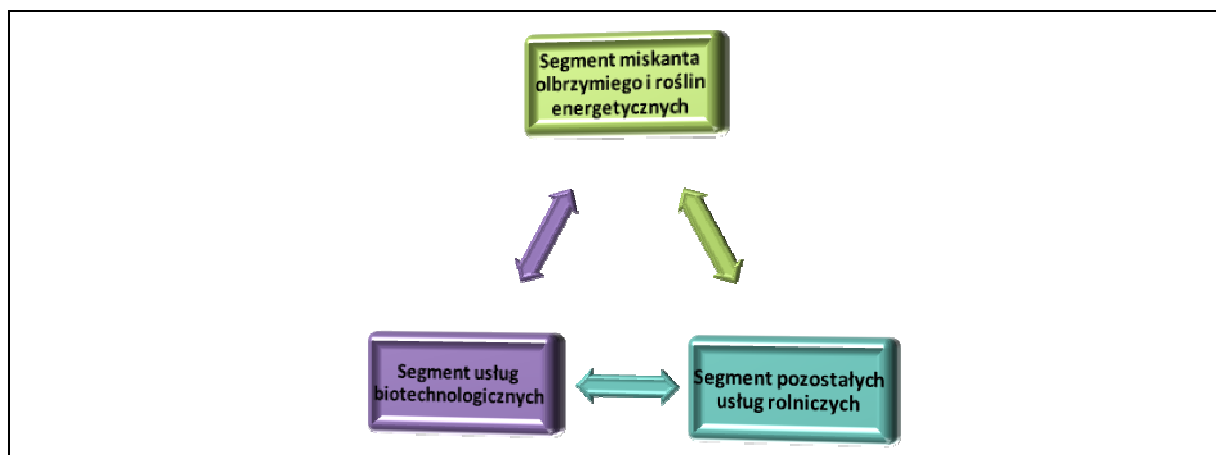 Segment miskanta
olbrzymiego i roślin
energetycznych
Segment usług
biotechnologicznych
Segment pozostałych
usług rolniczych